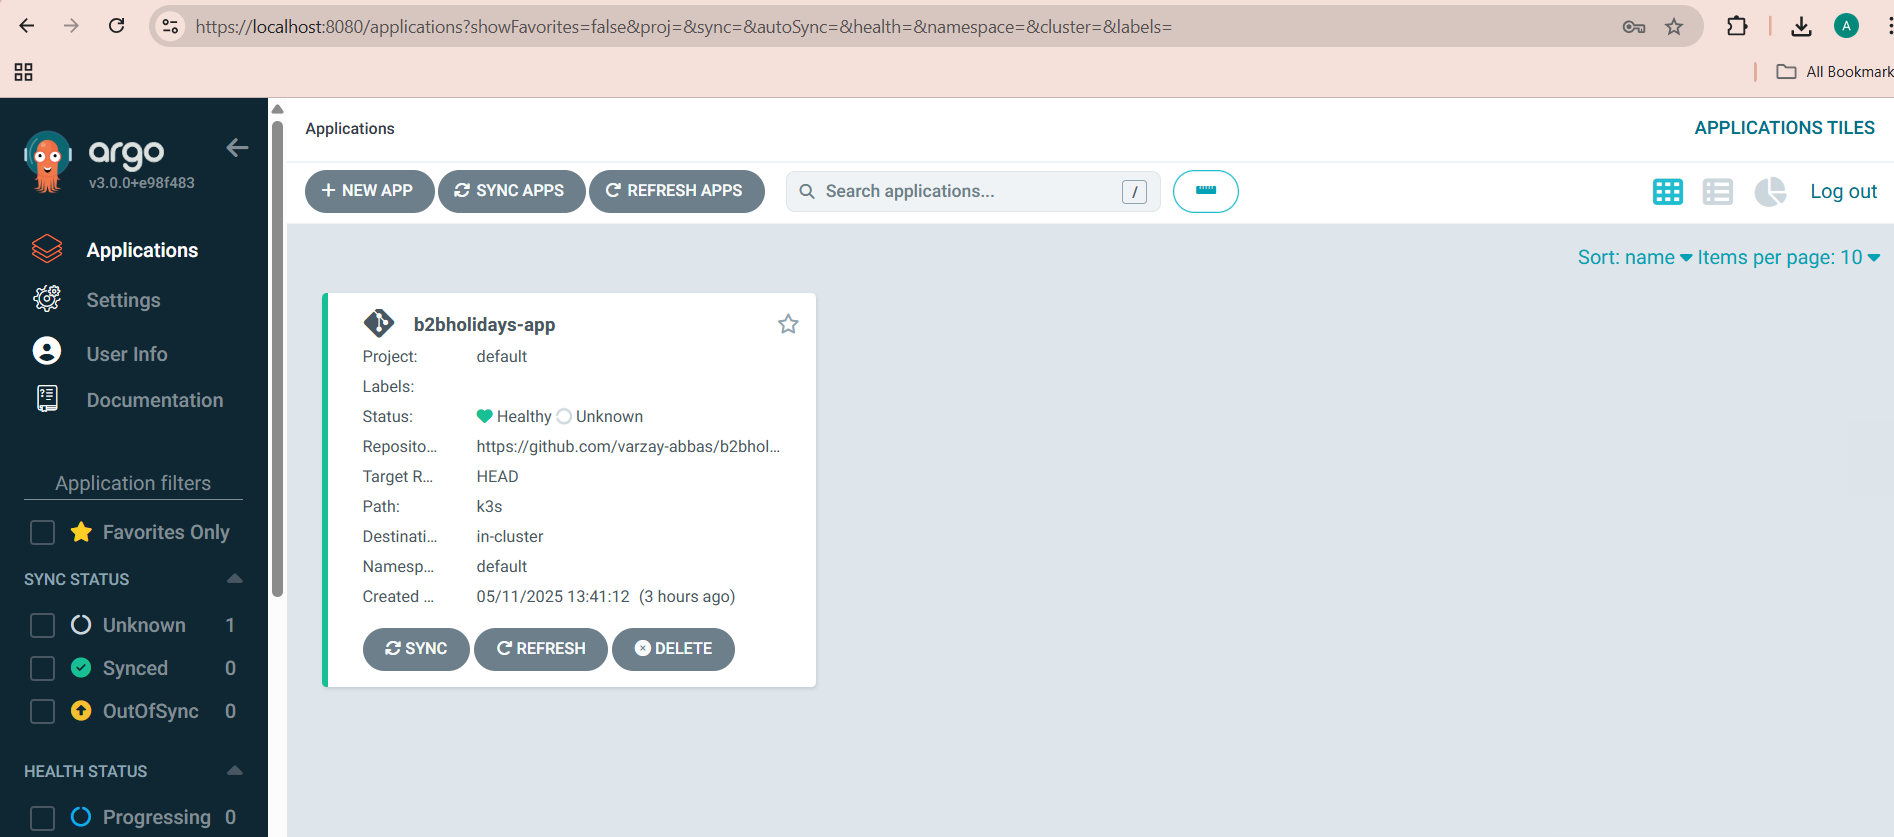 https://localhost:8080/applications?showFavorites=false&proj=&sync=&autoSync=&health=&namespace=&cluster=&labels=
A
All Bookmark
argo
v3.0.0+e98f483
Applications
Settings
User Info
Documentation
Application filters
Favorites Only
SYNC STATUS
Unknown 1
Synced 0
OutOfSync 0
HEALTH STATUS
Progressing 0
Applications
APPLICATIONS TILES
+ NEW APP SYNC APPS REFRESH APPS Search applications... / Log out
Sort: name Items per page: 10
b2bholidays-app
Project: default
Labels:
Status: Healthy Unknown
Reposito... https://github.com/varzay-abbas/b2bhol...
Target R... HEAD
Path: k3s
Destinati... in-cluster
Namesp... default
Created ... 05/11/2025 13:41:12 (3 hours ago)
SYNC REFRESH DELETE